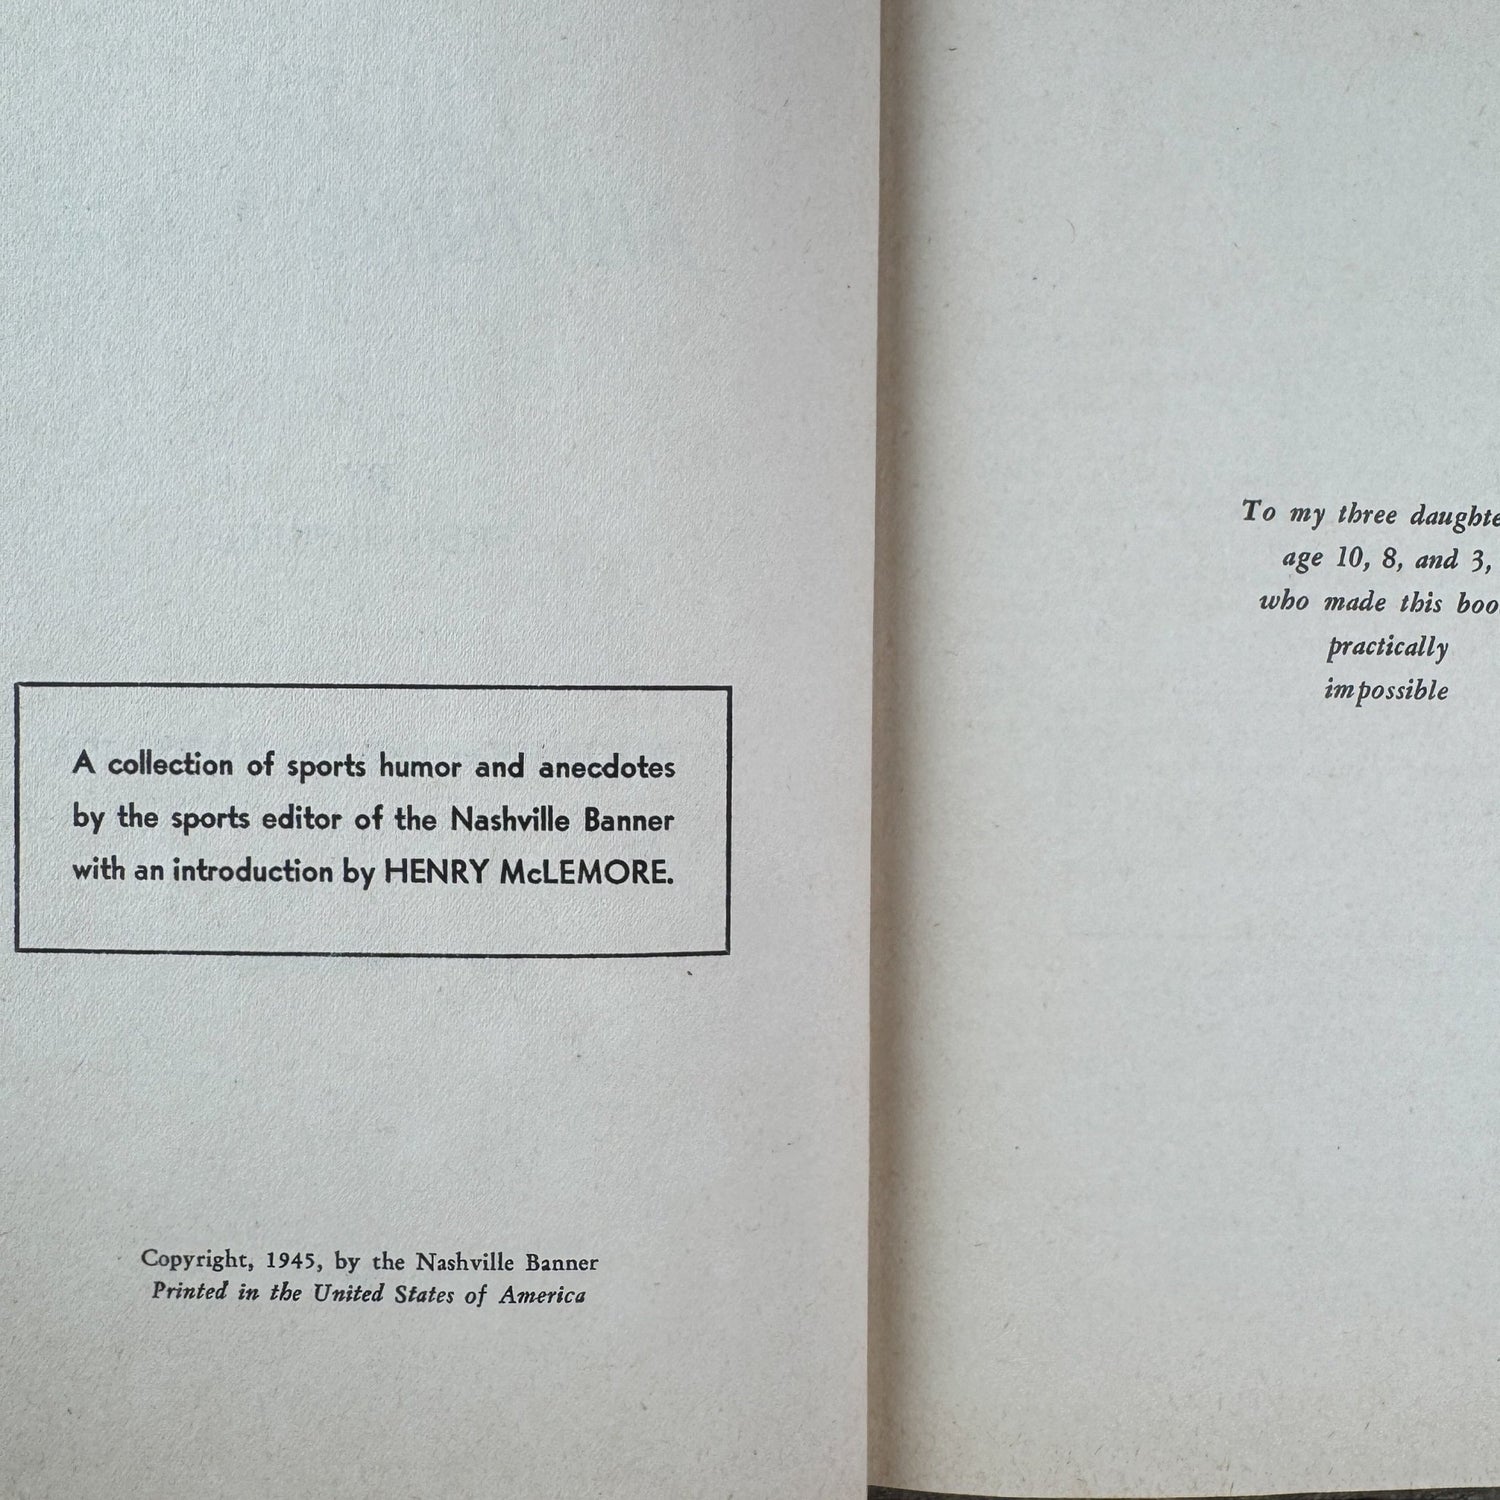 A collection of sports humor and anecdotes
by the sports editor of the Nashville Banner
with an introduction by HENRY McLEMORE.
Copyright, 1945, by the Nashville Banner
Printed in the United States of America
To my three daughte
age 10, 8, and 3,
who made this boo
practically
impossible